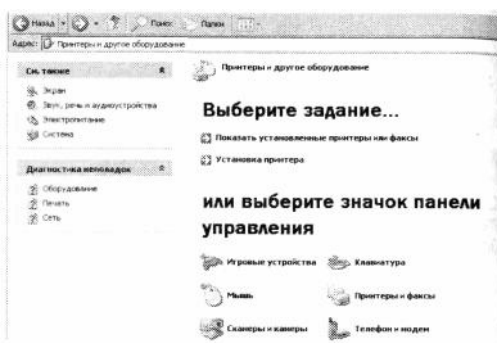 Назад
Поиск
Папки
Адрес: Принтеры и другое оборудование
См. также
Экран
Звук, речь и аудиоустройства
Электропитание
Система
Диагностика неполадок
Оборудование
Печать
Сеть
Принтеры и другое оборудование
Выберите задание...
Показать установленные принтеры или факсы
Установка принтера
или выберите значок панели
управления
Игровые устройства
Клавиатура
Мышь
Принтеры и факсы
Сканеры и камеры
Телефон и модем